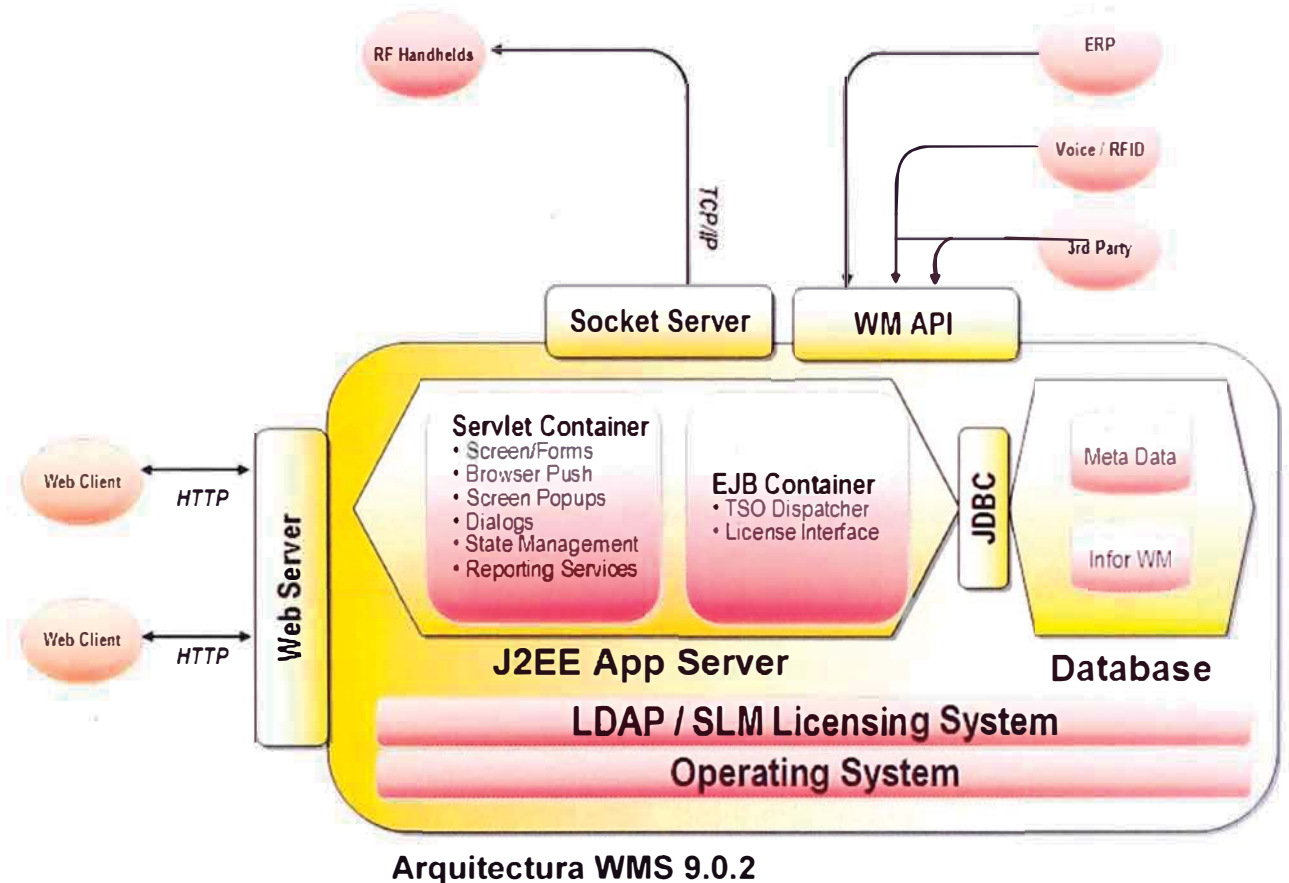 RF Handhelds
ERP
Voice / RFID
3rd Party
TCP/IP
Socket Server
WM API
Web Client
HTTP
Web Client
HTTP
Web Server
Servlet Container
• Screen/Forms
• Browser Push
• Screen Popups
• Dialogs
• State Management
• Reporting Services
EJB Container
• TSO Dispatcher
• License Interface
JDBC
Meta Data
Infor WM
J2EE App Server
Database
LDAP / SLM Licensing System
Operating System
Arquitectura WMS 9.0.2